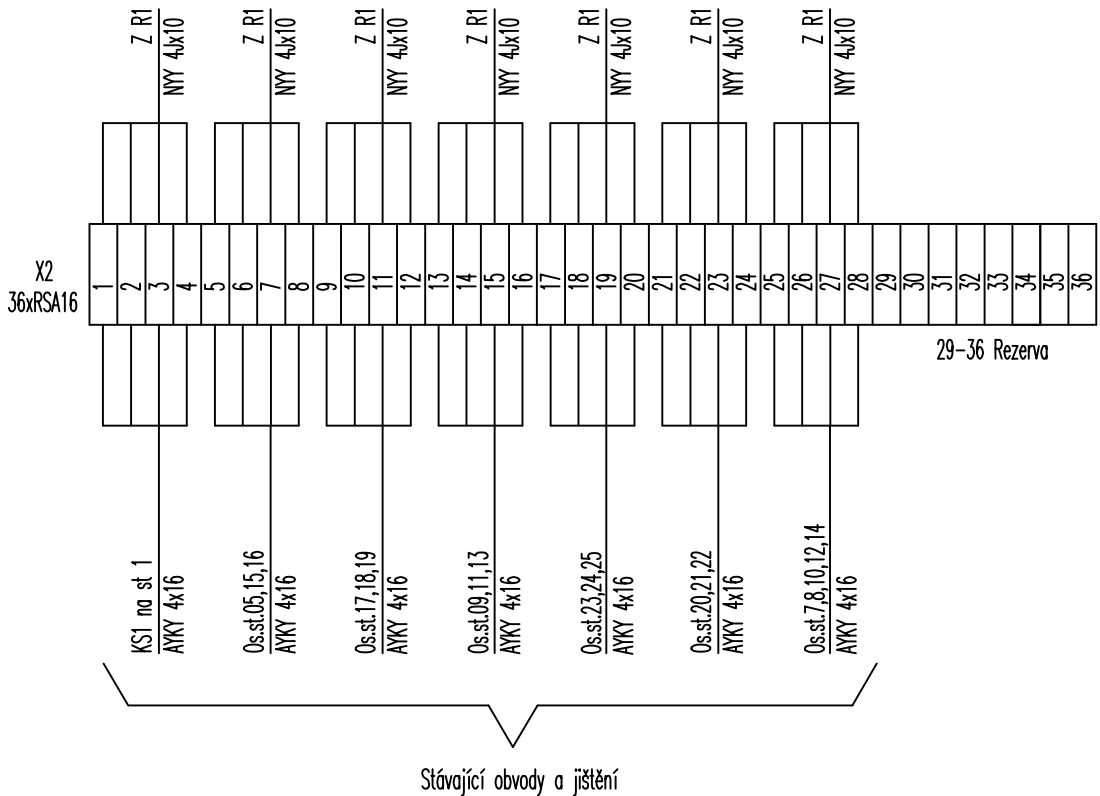 Z R1
NYY 4Jx10
Z R1
NYY 4Jx10
Z R1
NYY 4Jx10
Z R1
NYY 4Jx10
Z R1
NYY 4Jx10
Z R1
NYY 4Jx10
Z R1
NYY 4Jx10
X2
36xRSA16
1 2 3 4 5 6 7 8 9 10 11 12 13 14 15 16 17 18 19 20 21 22 23 24 25 26 27 28 29 30 31 32 33 34 35 36
29-36 Rezerva
KS1 na st 1
AYKY 4x16
Os.st.05,15,16
AYKY 4x16
Os.st.17,18,19
AYKY 4x16
Os.st.09,11,13
AYKY 4x16
Os.st.23,24,25
AYKY 4x16
Os.st.20,21,22
AYKY 4x16
Os.st.7,8,10,12,14
AYKY 4x16
Stávající obvody a jištění